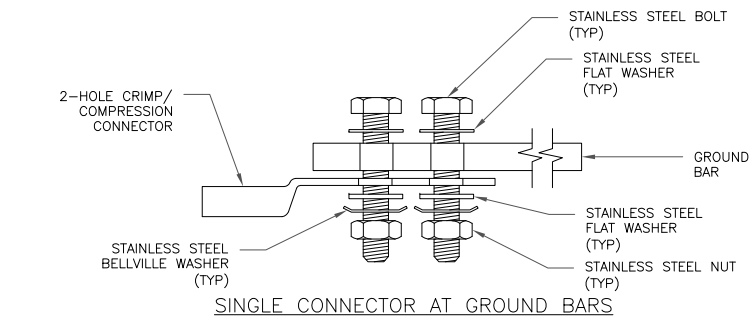 STAINLESS STEEL BOLT
(TYP)
STAINLESS STEEL
FLAT WASHER
(TYP)
2-HOLE CRIMP/
COMPRESSION
CONNECTOR
GROUND
BAR
STAINLESS STEEL
FLAT WASHER
(TYP)
STAINLESS STEEL
BELLVILLE WASHER
(TYP)
STAINLESS STEEL NUT
(TYP)
SINGLE CONNECTOR AT GROUND BARS